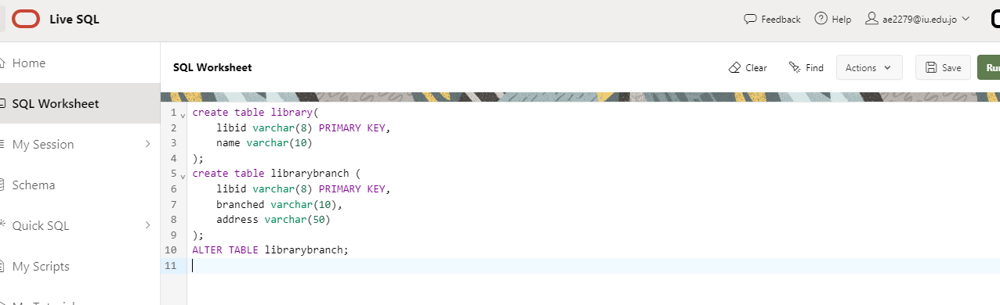 Live SQL
Feedback
Help
ae2279@iu.edu.jo
Home
SQL Worksheet
My Session
Schema
Quick SQL
My Scripts
SQL Worksheet
Clear
Find
Actions
Save
1 create table library(
2 libid varchar(8) PRIMARY KEY,
3 name varchar(10)
4 );
5 create table librarybranch (
6 libid varchar(8) PRIMARY KEY,
7 branched varchar(10),
8 address varchar(50)
9 );
10 ALTER TABLE librarybranch;
11